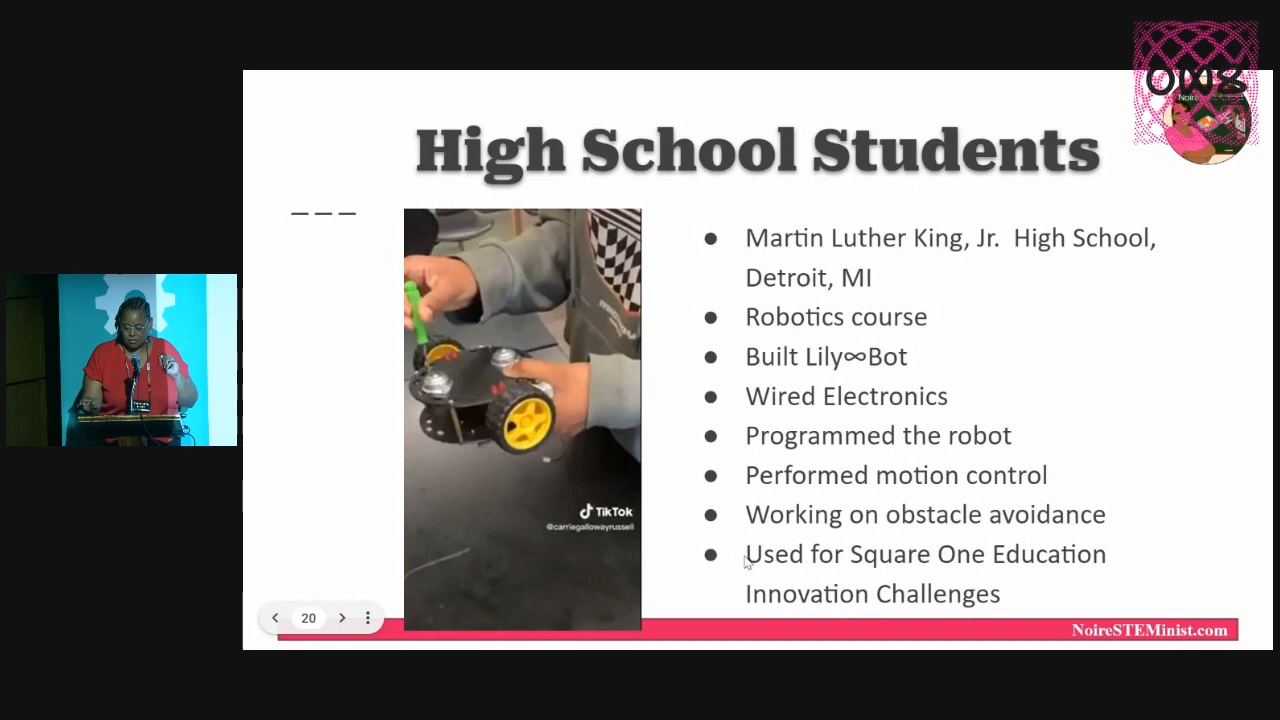 OHS
Noire
High School Students
Martin Luther King, Jr. High School,
Detroit, MI
Robotics course
Built Lily∞Bot
Wired Electronics
Programmed the robot
Performed motion control
Working on obstacle avoidance
Used for Square One Education
Innovation Challenges
TikTok
@carriegallowayrussell
20
NoireSTEMinist.com